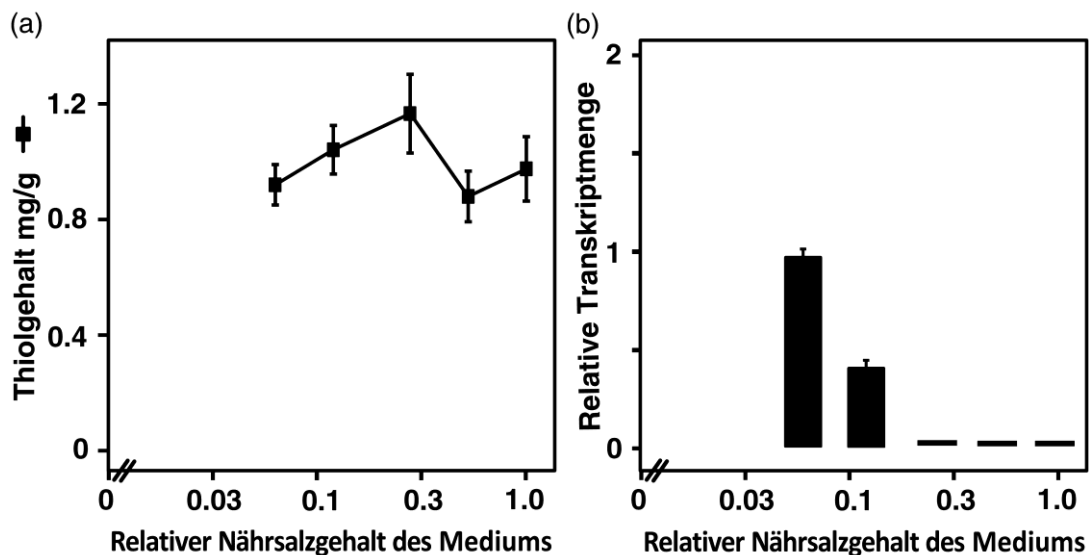 (a)
Thiolgehalt mg/g
1.2
0.8
0.4
0
0 0.03 0.1 0.3 1.0
Relativer Nährsalzgehalt des Mediums
(b)
Relative Transkriptmenge
2
1
0
0 0.03 0.1 0.3 1.0
Relativer Nährsalzgehalt des Mediums